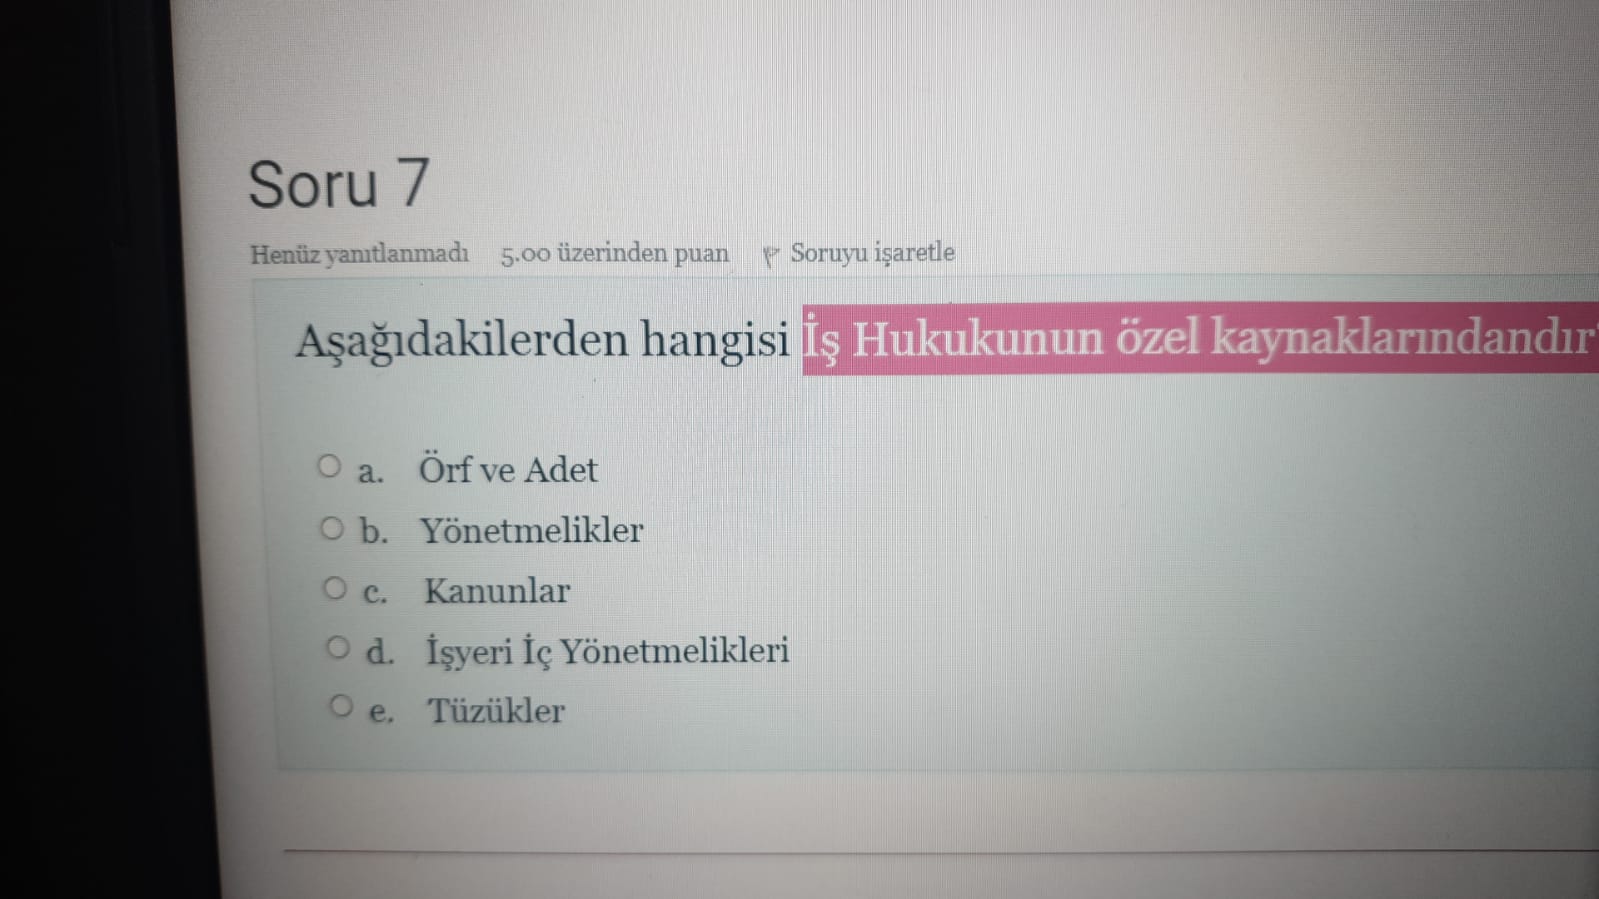 Soru 7
Henüz yanıtlanmadı 5.00 üzerinden puan Soruyu işaretle
Aşağıdakilerden hangisi İş Hukukunun özel kaynaklarındandır
a. Örf ve Adet
b. Yönetmelikler
c. Kanunlar
d. İşyeri İç Yönetmelikleri
e. Tüzükler